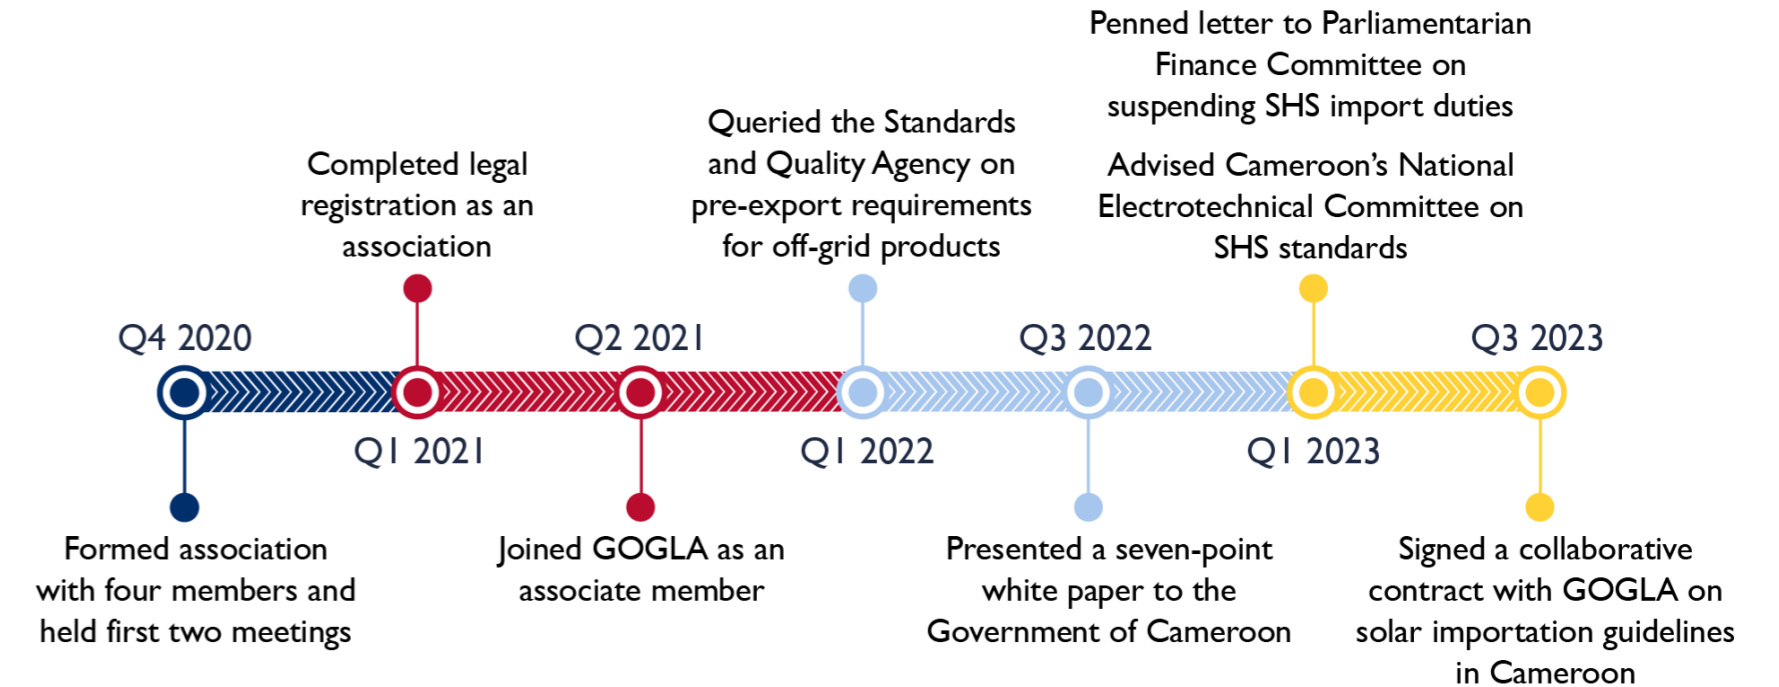 Penned letter to Parliamentarian
Finance Committee on
suspending SHS import duties
Advised Cameroon's National
Electrotechnical Committee on
SHS standards
Queried the Standards
and Quality Agency on
pre-export requirements
for off-grid products
Completed legal
registration as an
association
Q4 2020
Q2 2021
Q3 2022
Q3 2023
Q1 2021
Q1 2022
Q1 2023
Formed association
with four members and
held first two meetings
Joined GOGLA as an
associate member
Presented a seven-point
white paper to the
Government of Cameroon
Signed a collaborative
contract with GOGLA on
solar importation guidelines
in Cameroon